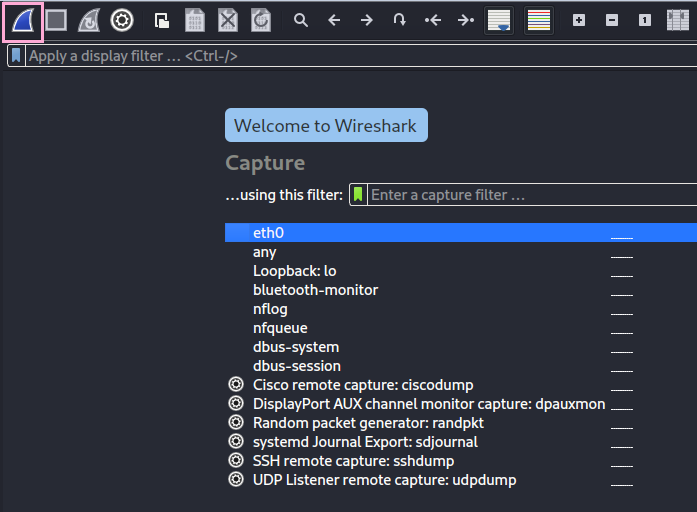 Apply a display filter ... <Ctrl-/>
Welcome to Wireshark
Capture
...using this filter: Enter a capture filter ...
eth0
any
Loopback: lo
bluetooth-monitor
nflog
nfqueue
dbus-system
dbus-session
Cisco remote capture: ciscodump
DisplayPort AUX channel monitor capture: dpauxmon
Random packet generator: randpkt
systemd Journal Export: sdjournal
SSH remote capture: sshdump
UDP Listener remote capture: udpdump